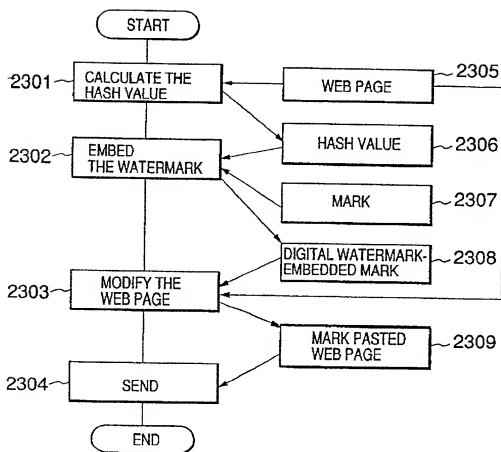 START
2301
CALCULATE THE
HASH VALUE
WEB PAGE
2305
HASH VALUE
2306
2302
EMBED
THE WATERMARK
MARK
2307
DIGITAL WATERMARK-
EMBEDDED MARK
2308
2303
MODIFY THE
WEB PAGE
MARK PASTED
WEB PAGE
2309
2304
SEND
END